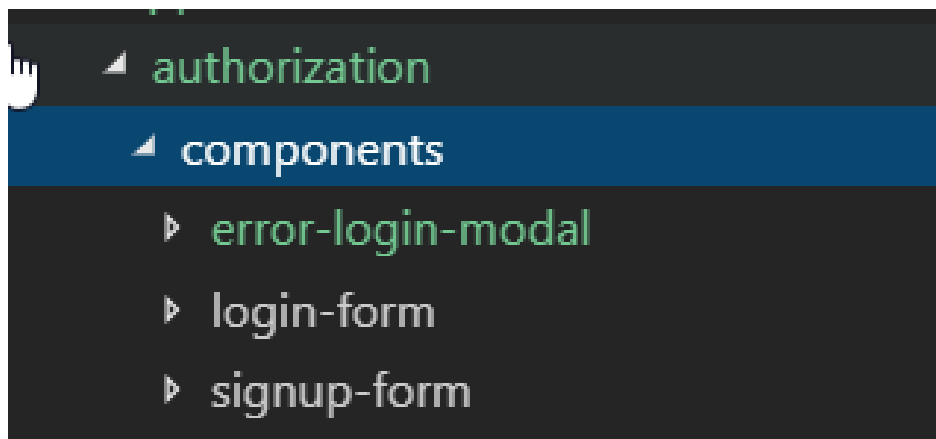 authorization
components
error-login-modal
login-form
signup-form